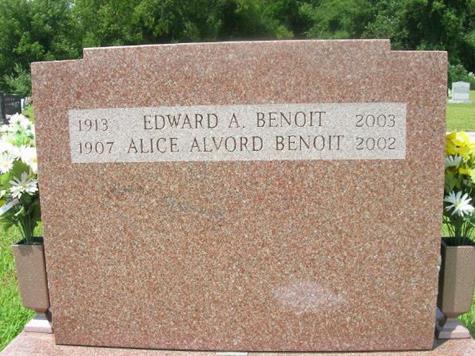 1913 EDWARD A. BENOIT 2003
1907 ALICE ALVORD BENOIT 2002